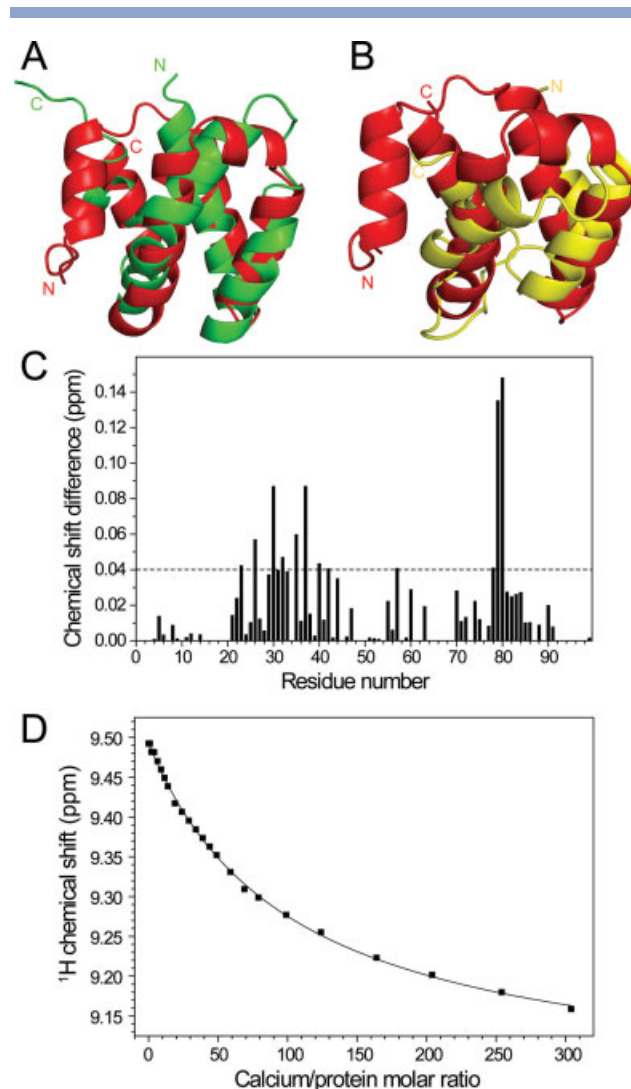 A
B
N
C
C
N
N
C
C
N
C
Chemical shift difference (ppm)
0.14
0.12
0.10
0.08
0.06
0.04
0.02
0.00
0 10 20 30 40 50 60 70 80 90
Residue number
D
¹H chemical shift (ppm)
9.50
9.45
9.40
9.35
9.30
9.25
9.20
9.15
0 50 100 150 200 250 300
Calcium/protein molar ratio